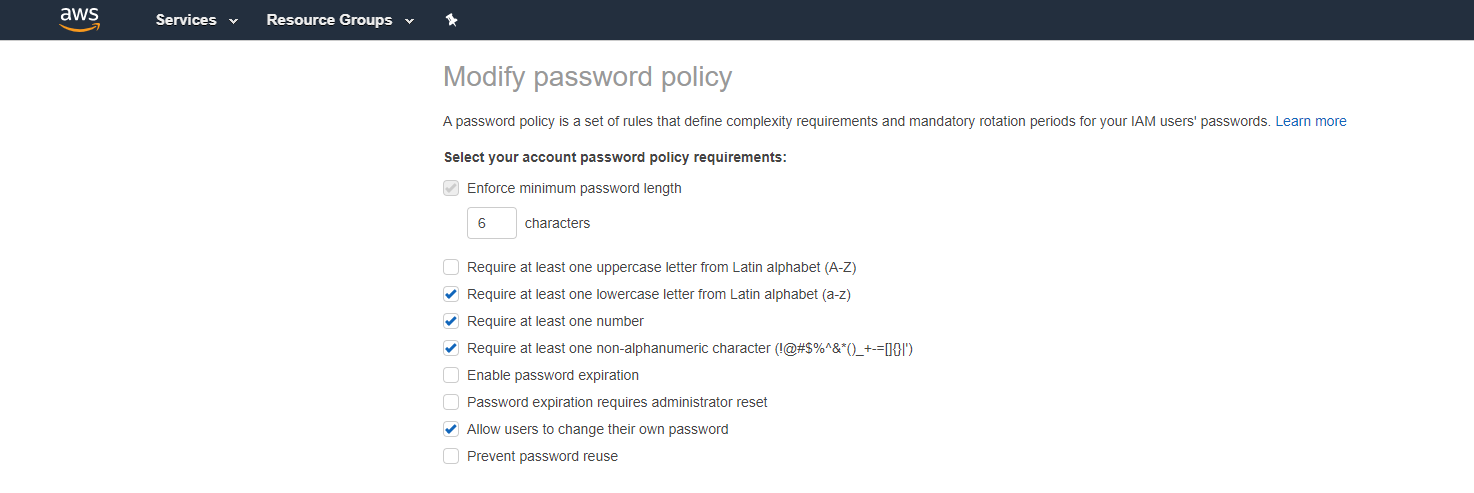 aws Services Resource Groups
Modify password policy
A password policy is a set of rules that define complexity requirements and mandatory rotation periods for your IAM users' passwords. Learn more
Select your account password policy requirements:
Enforce minimum password length
6 characters
Require at least one uppercase letter from Latin alphabet (A-Z)
Require at least one lowercase letter from Latin alphabet (a-z)
Require at least one number
Require at least one non-alphanumeric character (!@#$%^&*()_+-=[]{}|')
Enable password expiration
Password expiration requires administrator reset
Allow users to change their own password
Prevent password reuse